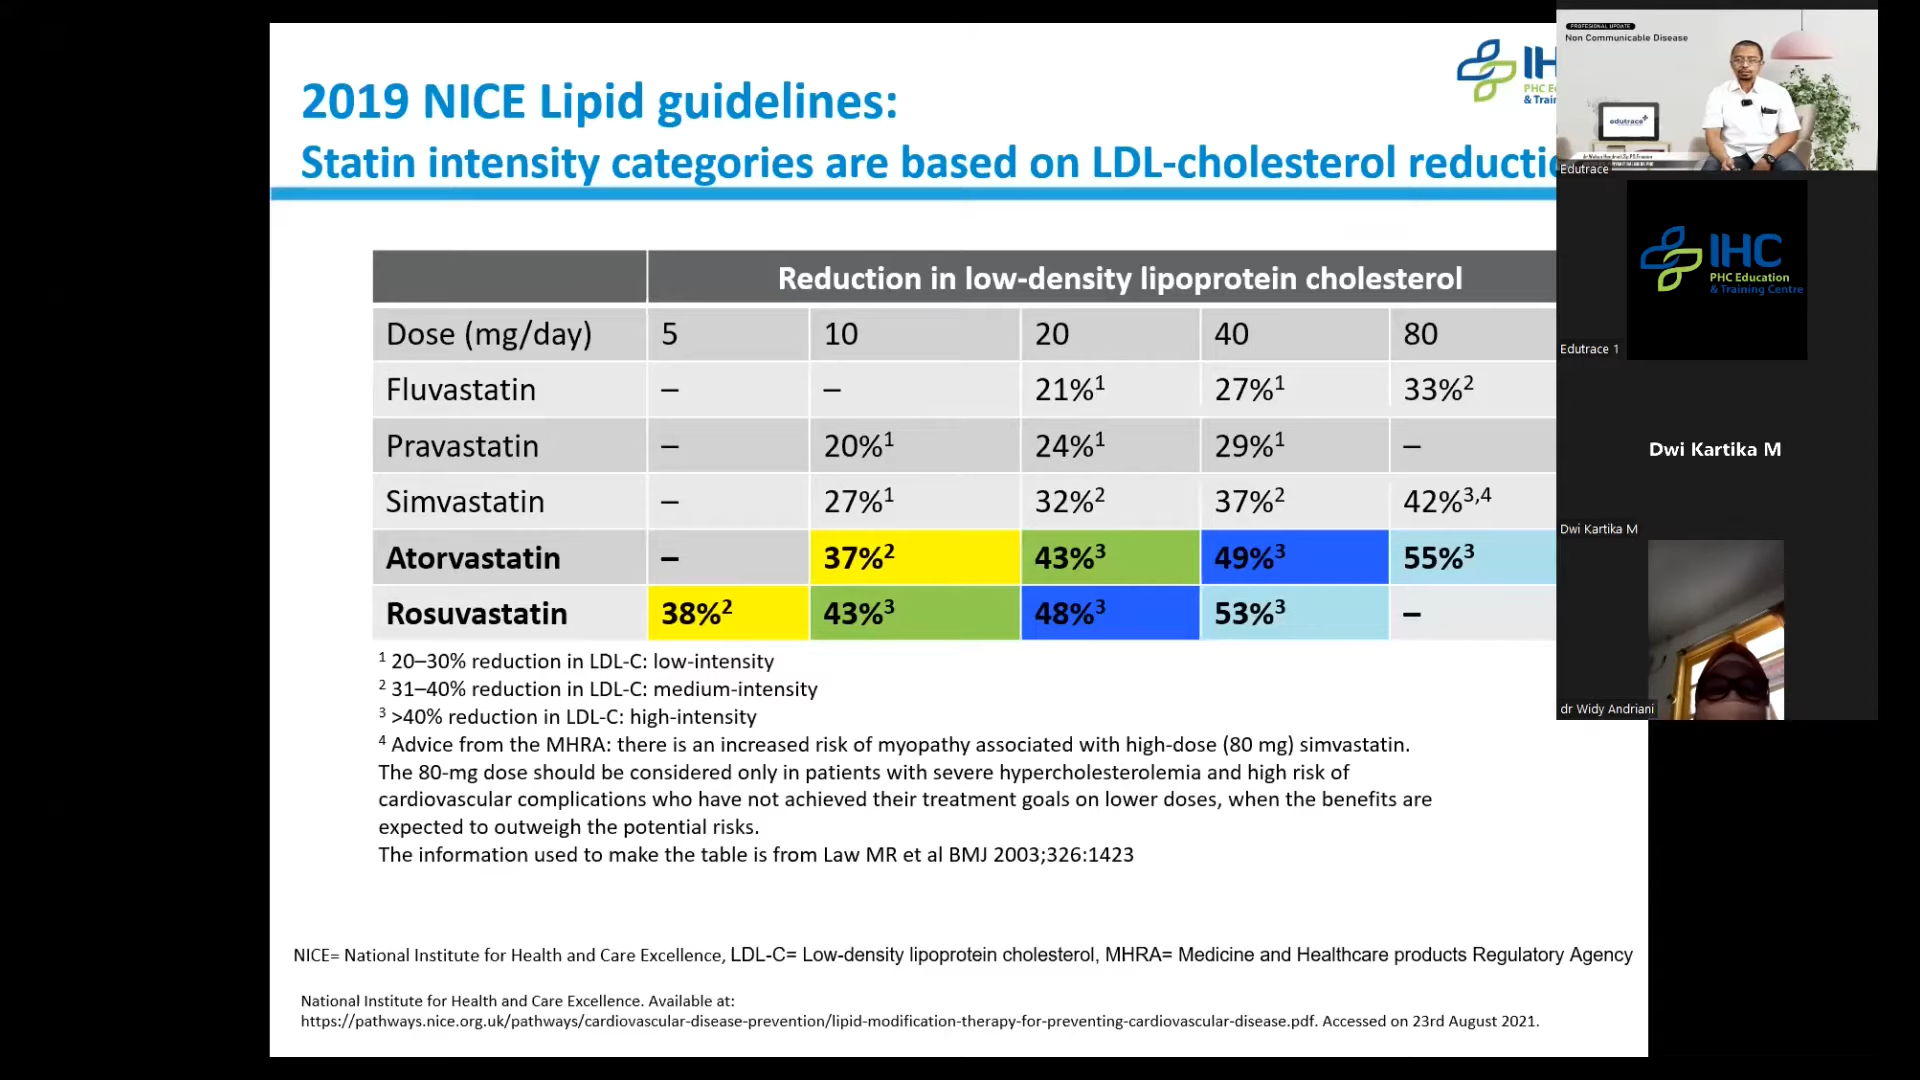 2019 NICE Lipid guidelines:
Statin intensity categories are based on LDL-cholesterol reducti
IH
PHC E
& Trai
Reduction in low-density lipoprotein cholesterol
Dose (mg/day) 5 10 20 40 80
Fluvastatin – – 21%1 27%1 33%2
Pravastatin – 20%1 24%1 29%1 –
Simvastatin – 27%1 32%2 37%2 42%3,4
Atorvastatin – 37%2 43%3 49%3 55%3
Rosuvastatin 38%2 43%3 48%3 53%3 –
1 20–30% reduction in LDL-C: low-intensity
2 31–40% reduction in LDL-C: medium-intensity
3 >40% reduction in LDL-C: high-intensity
4 Advice from the MHRA: there is an increased risk of myopathy associated with high-dose (80 mg) simvastatin.
The 80-mg dose should be considered only in patients with severe hypercholesterolemia and high risk of
cardiovascular complications who have not achieved their treatment goals on lower doses, when the benefits are
expected to outweigh the potential risks.
The information used to make the table is from Law MR et al BMJ 2003;326:1423
NICE= National Institute for Health and Care Excellence, LDL-C= Low-density lipoprotein cholesterol, MHRA= Medicine and Healthcare products Regulatory Agency
National Institute for Health and Care Excellence. Available at:
https://pathways.nice.org.uk/pathways/cardiovascular-disease-prevention/lipid-modification-therapy-for-preventing-cardiovascular-disease.pdf. Accessed on 23rd August 2021.
PROFESIONAL UPDATE
Non Communicable Disease
edutrace
Edutrace
IHC
PHC Education
& Training Centre
Edutrace 1
Dwi Kartika M
Dwi Kartika M
dr Widy Andriani